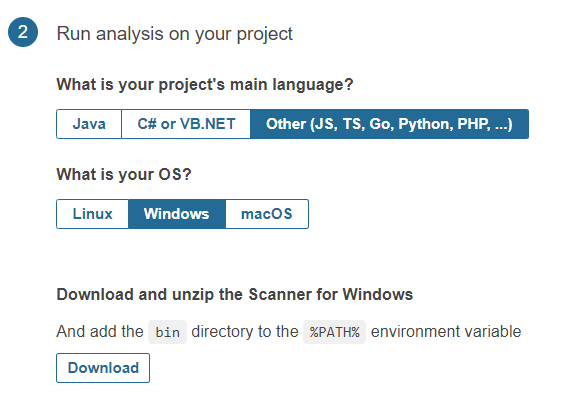 2 Run analysis on your project
What is your project's main language?
Java C# or VB.NET Other (JS, TS, Go, Python, PHP, ...)
What is your OS?
Linux Windows macOS
Download and unzip the Scanner for Windows
And add the bin directory to the %PATH% environment variable
Download